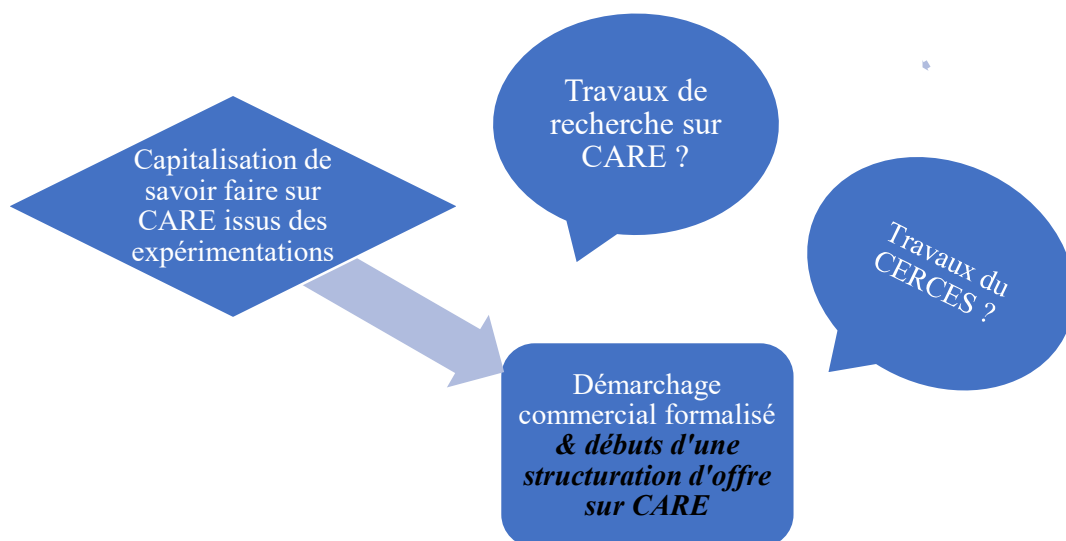 Travaux de
recherche sur
CARE ?
Capitalisation de
savoir faire sur
CARE issus des
expérimentations
Travaux du
CERCES ?
Démarchage
commercial formalisé
& débuts d'une
structuration d'offre
sur CARE